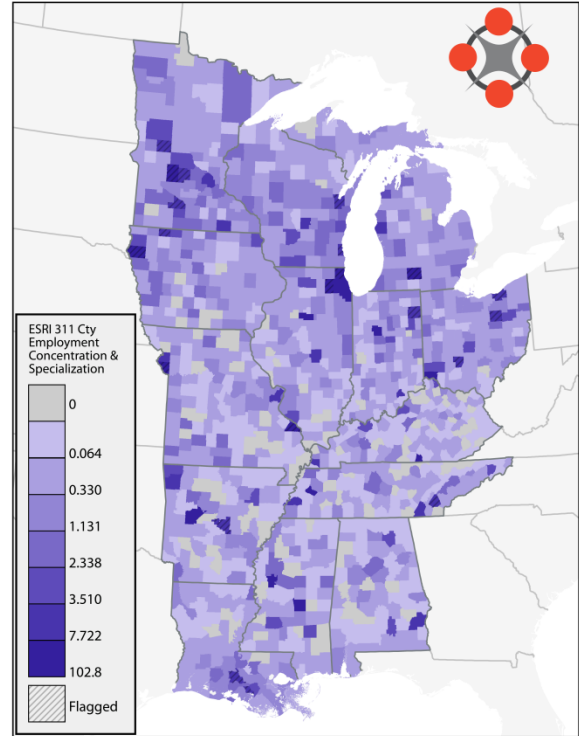 ESRI 311 Cty
Employment
Concentration &
Specialization
0
0.064
0.330
1.131
2.338
3.510
7.722
102.8
Flagged